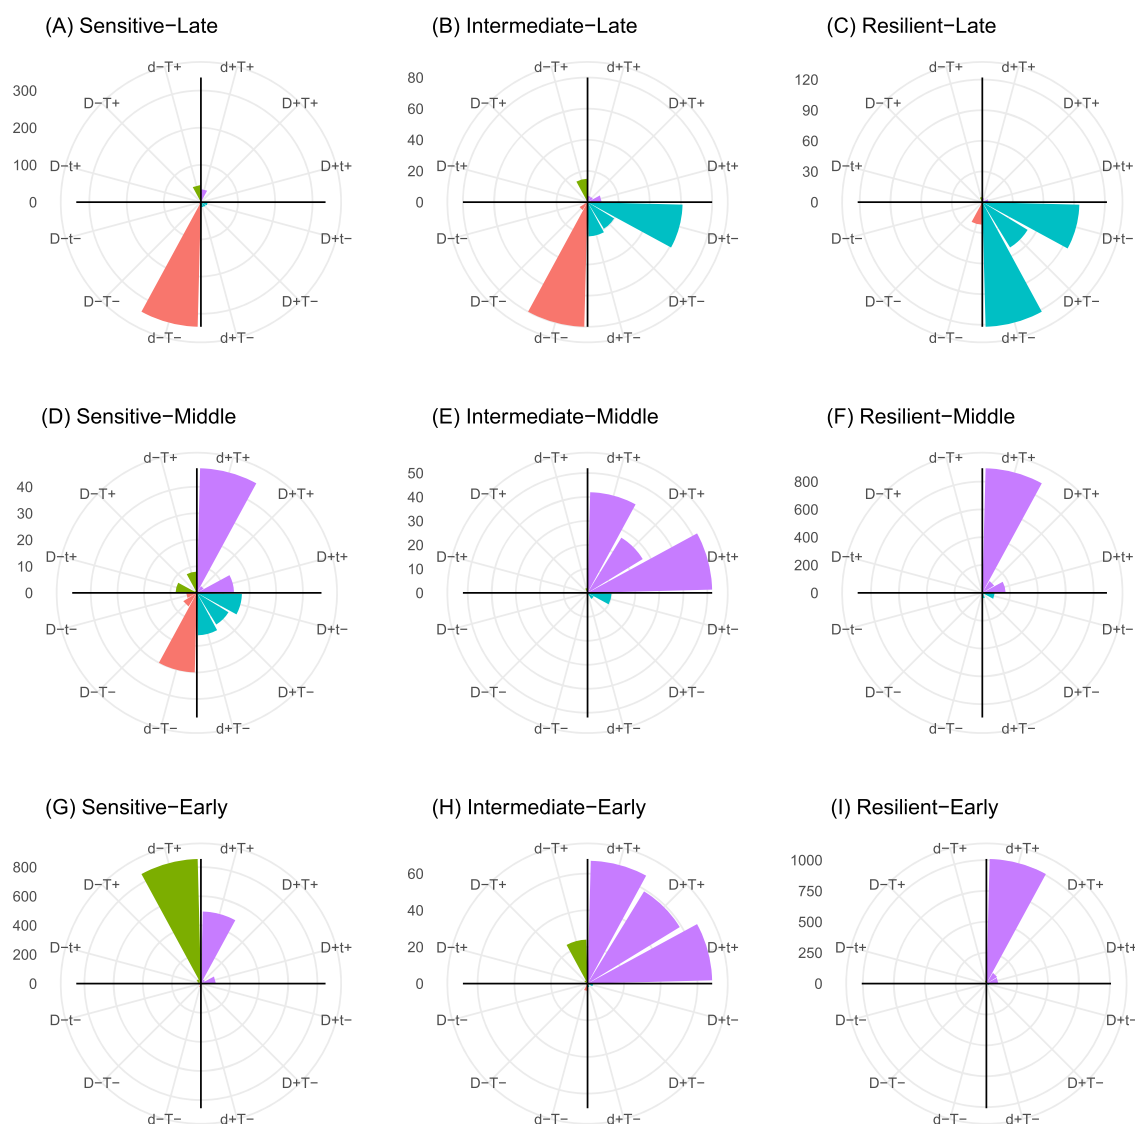 (A) Sensitive−Late
(B) Intermediate−Late
(C) Resilient−Late
d−T+ d+T+
D−T+ D+T+
D−t+ D+t+
D−t− D+t−
D−T− D+T−
d−T− d+T−
300
200
100
0
d−T+ d+T+
D−T+ D+T+
D−t+ D+t+
D−t− D+t−
D−T− D+T−
d−T− d+T−
80
60
40
20
0
d−T+ d+T+
D−T+ D+T+
D−t+ D+t+
D−t− D+t−
D−T− D+T−
d−T− d+T−
120
90
60
30
0
(D) Sensitive−Middle
(E) Intermediate−Middle
(F) Resilient−Middle
d−T+ d+T+
D−T+ D+T+
D−t+ D+t+
D−t− D+t−
D−T− D+T−
d−T− d+T−
40
30
20
10
0
d−T+ d+T+
D−T+ D+T+
D−t+ D+t+
D−t− D+t−
D−T− D+T−
d−T− d+T−
50
40
30
20
10
0
d−T+ d+T+
D−T+ D+T+
D−t+ D+t+
D−t− D+t−
D−T− D+T−
d−T− d+T−
800
600
400
200
0
(G) Sensitive−Early
(H) Intermediate−Early
(I) Resilient−Early
d−T+ d+T+
D−T+ D+T+
D−t+ D+t+
D−t− D+t−
D−T− D+T−
d−T− d+T−
800
600
400
200
0
d−T+ d+T+
D−T+ D+T+
D−t+ D+t+
D−t− D+t−
D−T− D+T−
d−T− d+T−
60
40
20
0
d−T+ d+T+
D−T+ D+T+
D−t+ D+t+
D−t− D+t−
D−T− D+T−
d−T− d+T−
1000
750
500
250
0